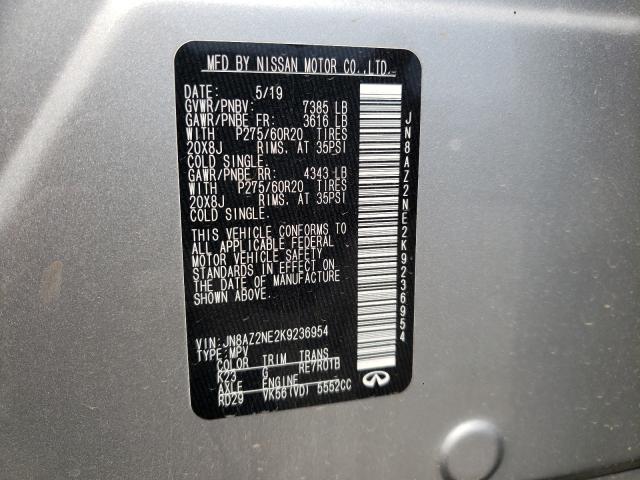 MFD BY NISSAN MOTOR CO.,LTD.
DATE: 5/19
GVWR/PNBV: 7385 LB
GAWR/PNBE FR: 3616 LB
WITH P275/60R20 TIRES
20X8J RIMS. AT 35PSI
COLD SINGLE.
GAWR/PNBE RR: 4343 LB
WITH P275/60R20 TIRES
20X8J RIMS. AT 35PSI
COLD SINGLE.
THIS VEHICLE CONFORMS TO
ALL APPLICABLE FEDERAL
MOTOR VEHICLE SAFETY
STANDARDS IN EFFECT ON
THE DATE OF MANUFACTURE
SHOWN ABOVE.
VIN: JN8AZ2NE2K9236954
TYPE: MPV
COLOR TRIM TRANS
K23 G RE7R01B
AXLE ENGINE
RD29 VK56(VD) 5552CC
JN8AZ2NE2K9236954